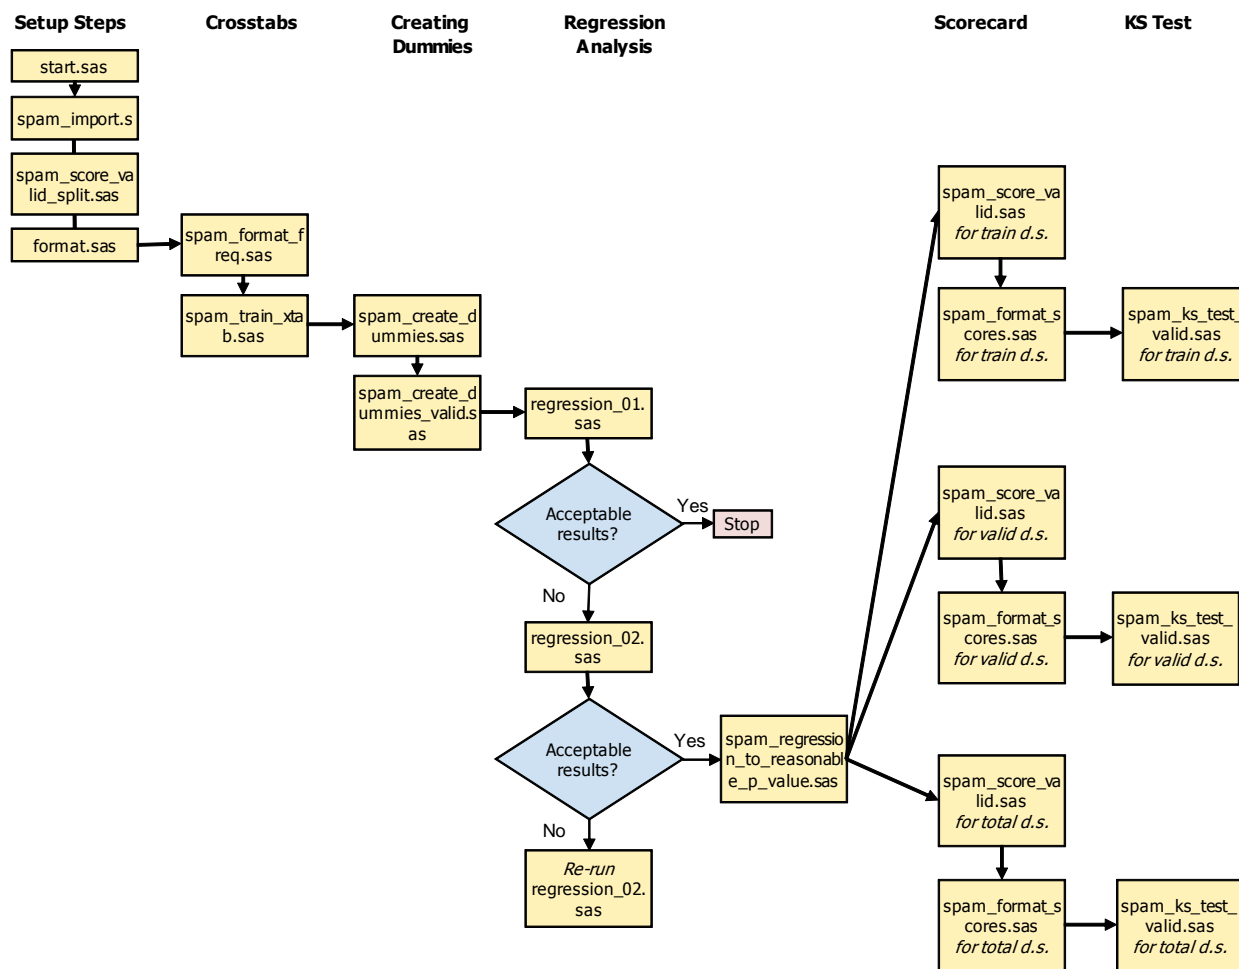 Setup Steps
Crosstabs
Creating
Dummies
Regression
Analysis
Scorecard
KS Test
start.sas
spam_import.s
spam_score_va
lid_split.sas
format.sas
spam_format_f
req.sas
spam_train_xta
b.sas
spam_create_d
ummies.sas
spam_create_d
ummies_valid.s
as
regression_01.
sas
Acceptable
results?
Yes
Stop
No
regression_02.
sas
Acceptable
results?
Yes
No
Re-run
regression_02.
sas
spam_regressio
n_to_reasonabl
e_p_value.sas
spam_score_va
lid.sas
for train d.s.
spam_format_s
cores.sas
for train d.s.
spam_ks_test_
valid.sas
for train d.s.
spam_score_va
lid.sas
for valid d.s.
spam_format_s
cores.sas
for valid d.s.
spam_ks_test_
valid.sas
for valid d.s.
spam_score_va
lid.sas
for total d.s.
spam_format_s
cores.sas
for total d.s.
spam_ks_test_
valid.sas
for total d.s.